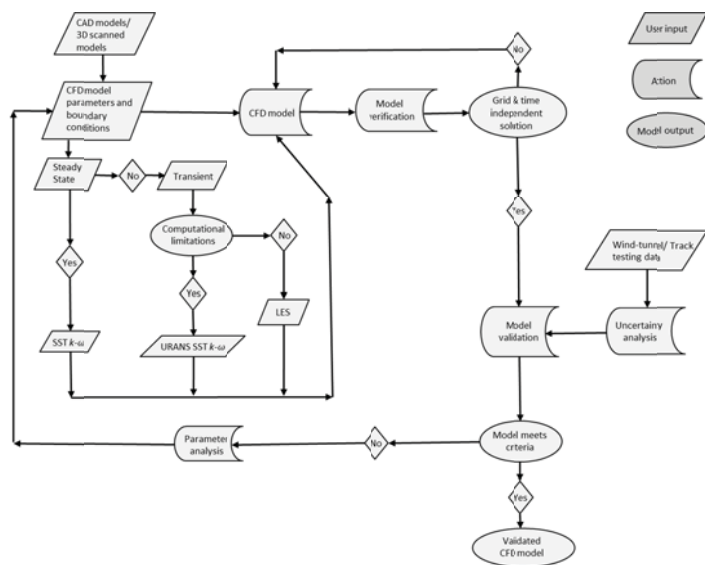 CAD models/
3D scanned
models
User input
No
CFD model
parameters and
boundary
conditions
CFD model
Model
verification
Grid & time
independent
solution
Action
Model output
Steady
State
No
Transient
Computational
limitations
No
Yes
Yes
Yes
Wind-tunnel/ Track
testing data
LES
SST k-ω
URANS SST k-ω
Model
validation
Uncertainty
analysis
Parameter
analysis
No
Model meets
criteria
Yes
Validated
CFD model